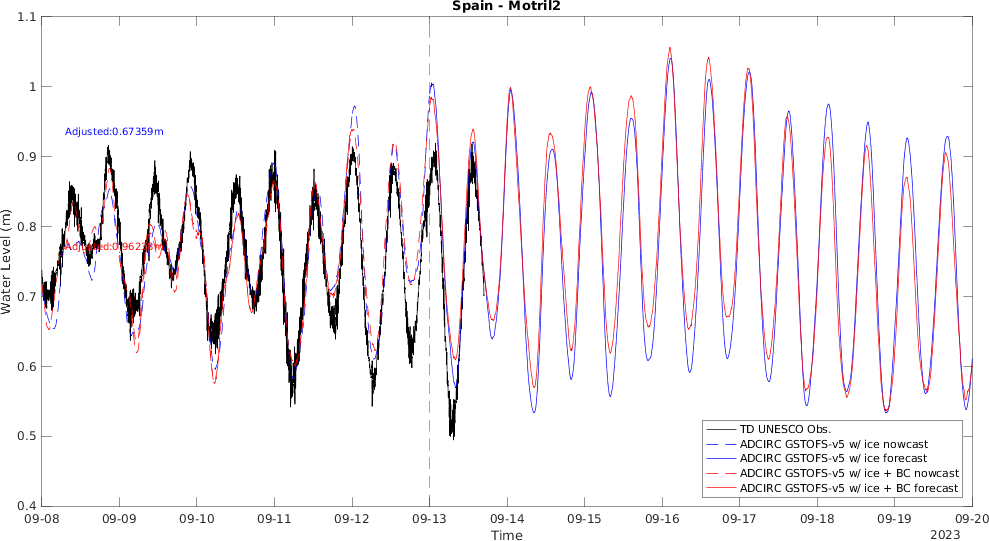 Spain - Motril2
1.1
1
0.9
0.8
0.7
0.6
0.5
0.4
Water Level (m)
Adjusted:0.67359m
TD UNESCO Obs.
ADCIRC GSTOFS-v5 w/ ice nowcast
ADCIRC GSTOFS-v5 w/ ice forecast
ADCIRC GSTOFS-v5 w/ ice + BC nowcast
ADCIRC GSTOFS-v5 w/ ice + BC forecast
09-08 09-09 09-10 09-11 09-12 09-13 09-14 09-15 09-16 09-17 09-18 09-19 09-20
Time
2023